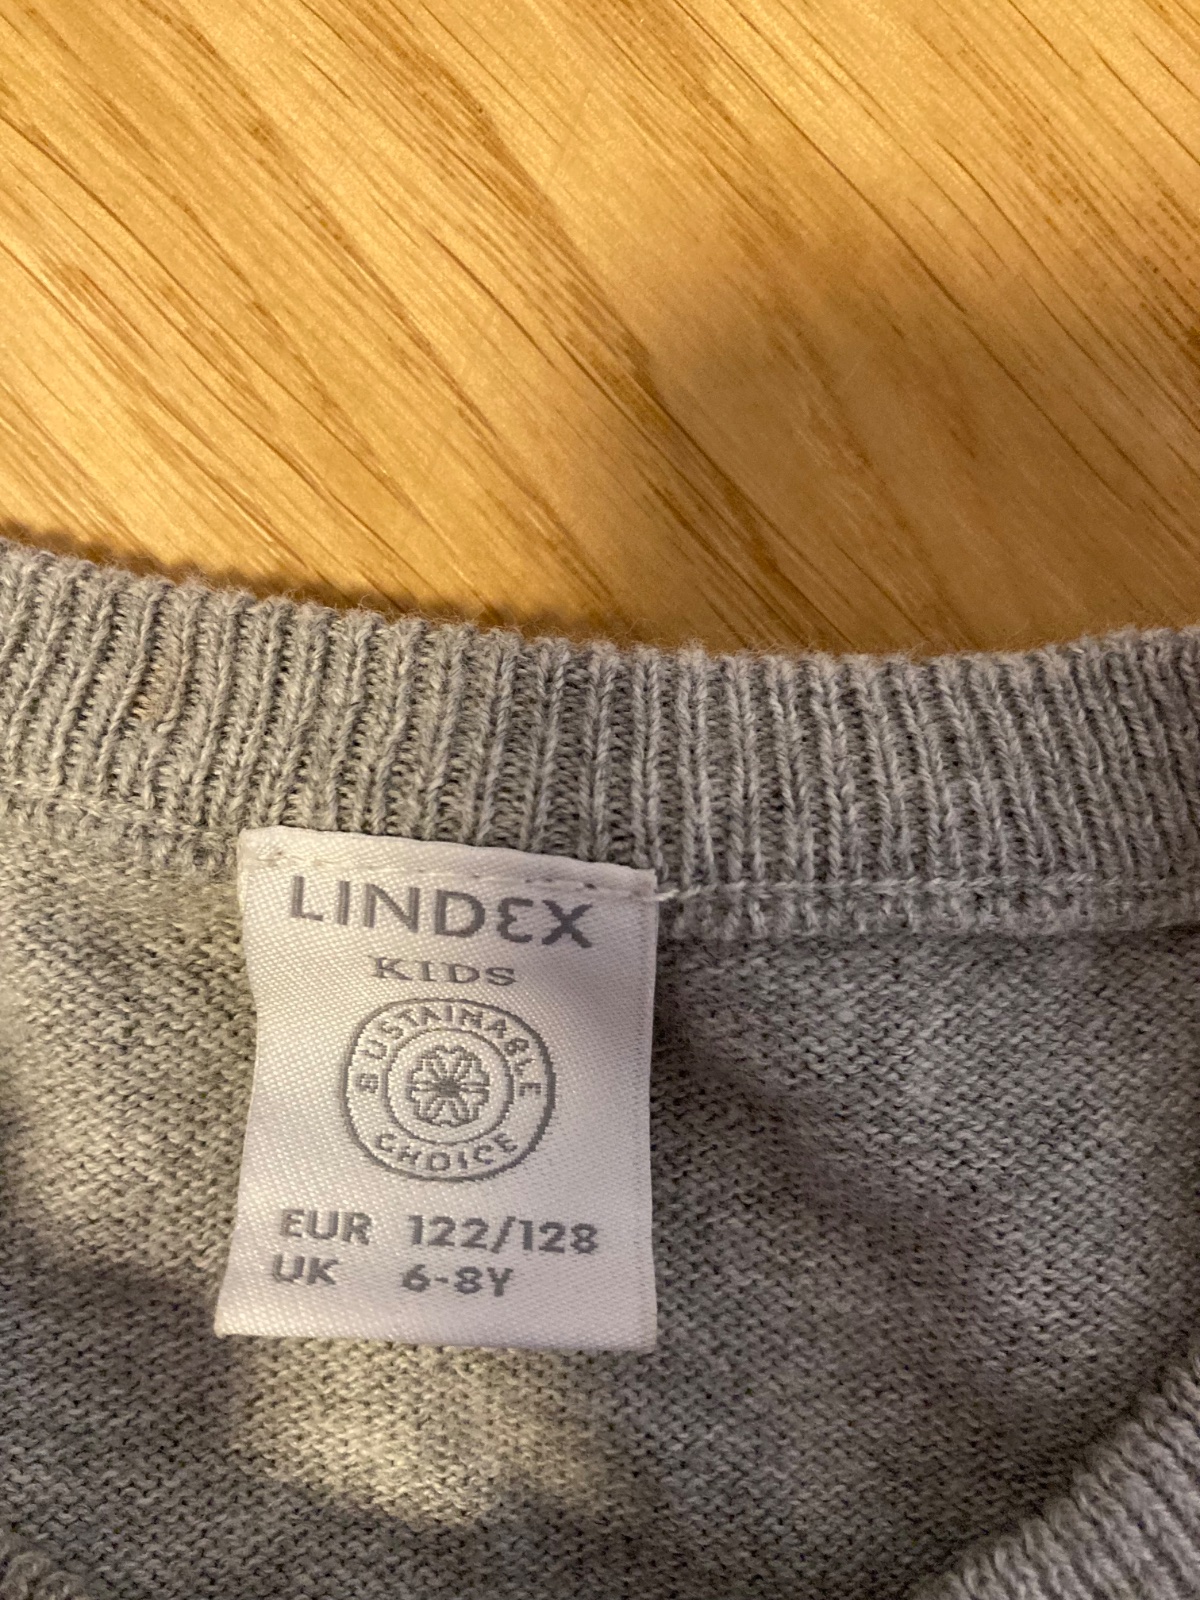 LINDEX
KIDS
SUSTAINABLE
CHOICE
EUR 122/128
UK 6-8Y